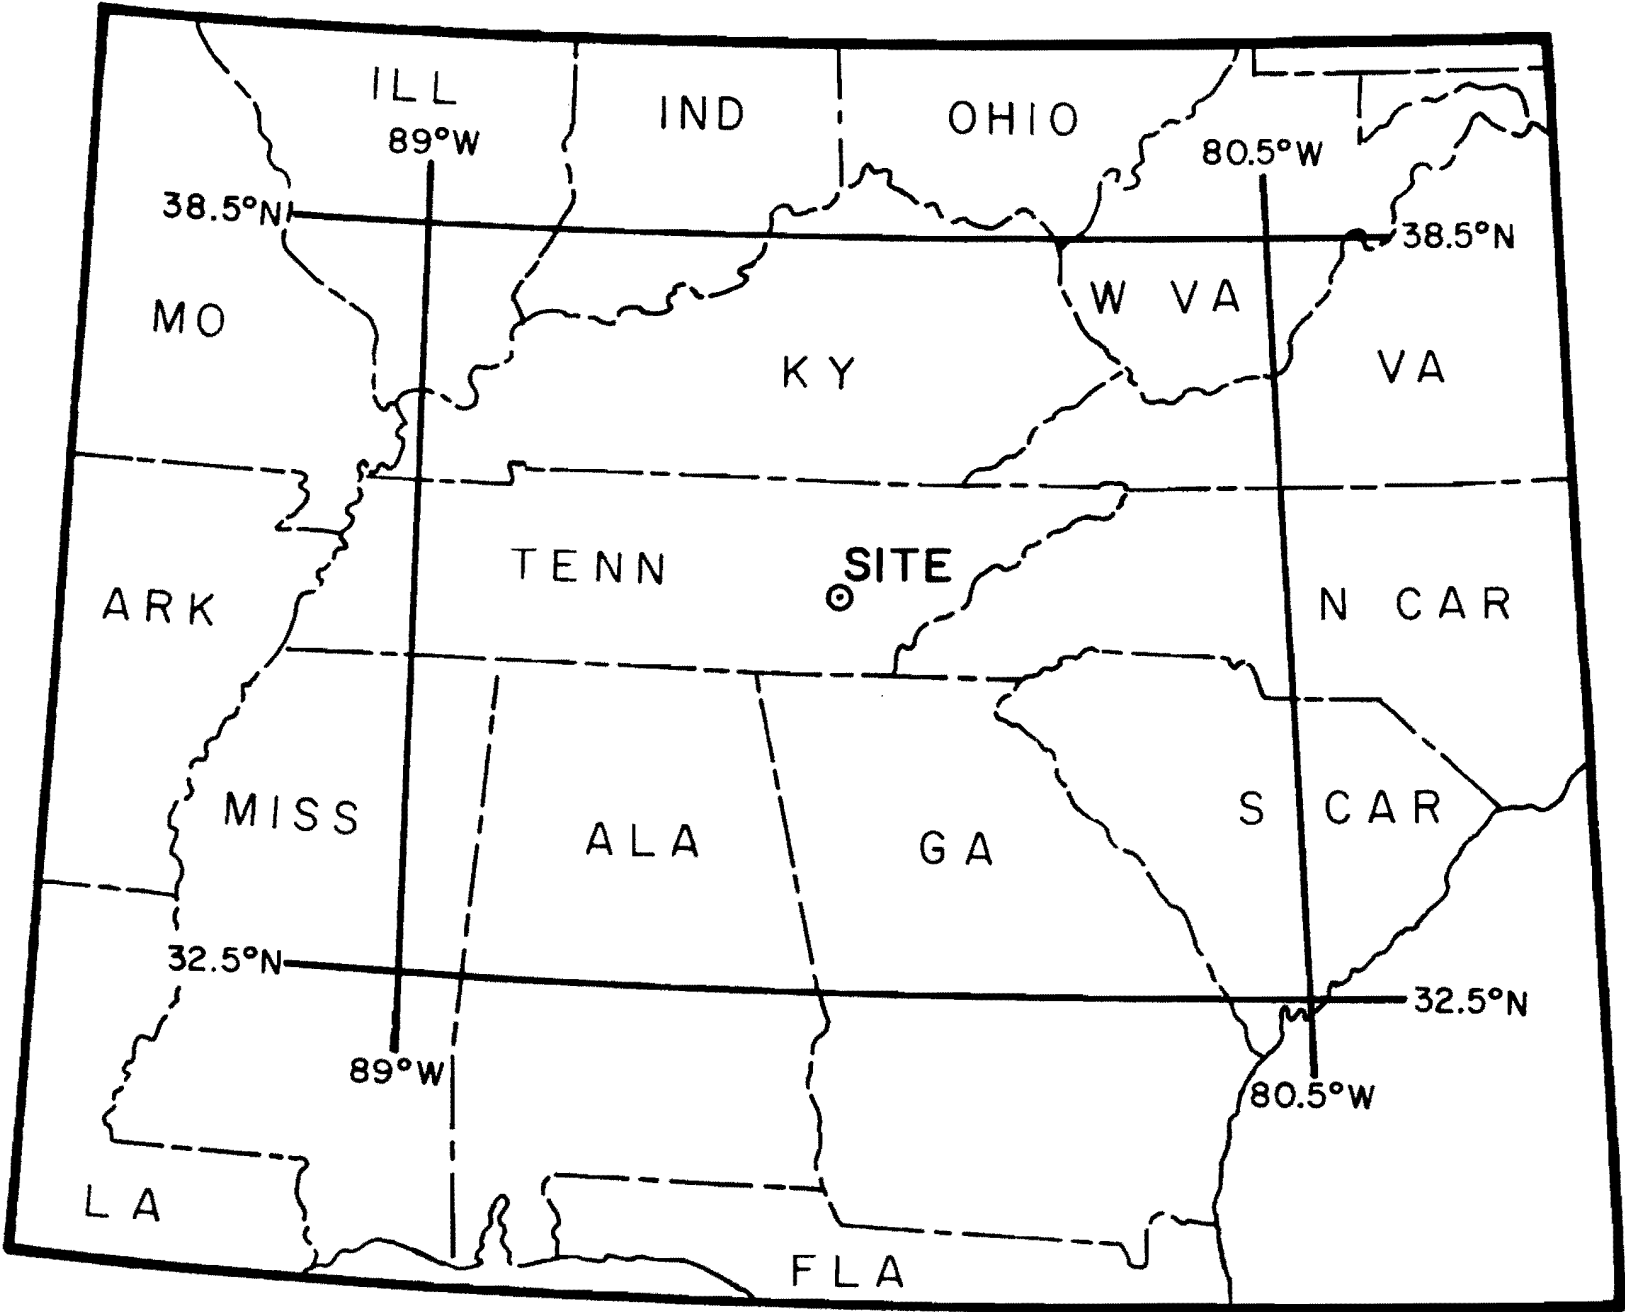 ILL
IND
OHIO
89°W
80.5°W
38.5°N
38.5°N
W VA
MO
KY
VA
TENN
SITE
ARK
N CAR
MISS
ALA
GA
S CAR
32.5°N
32.5°N
89°W
80.5°W
LA
FLA